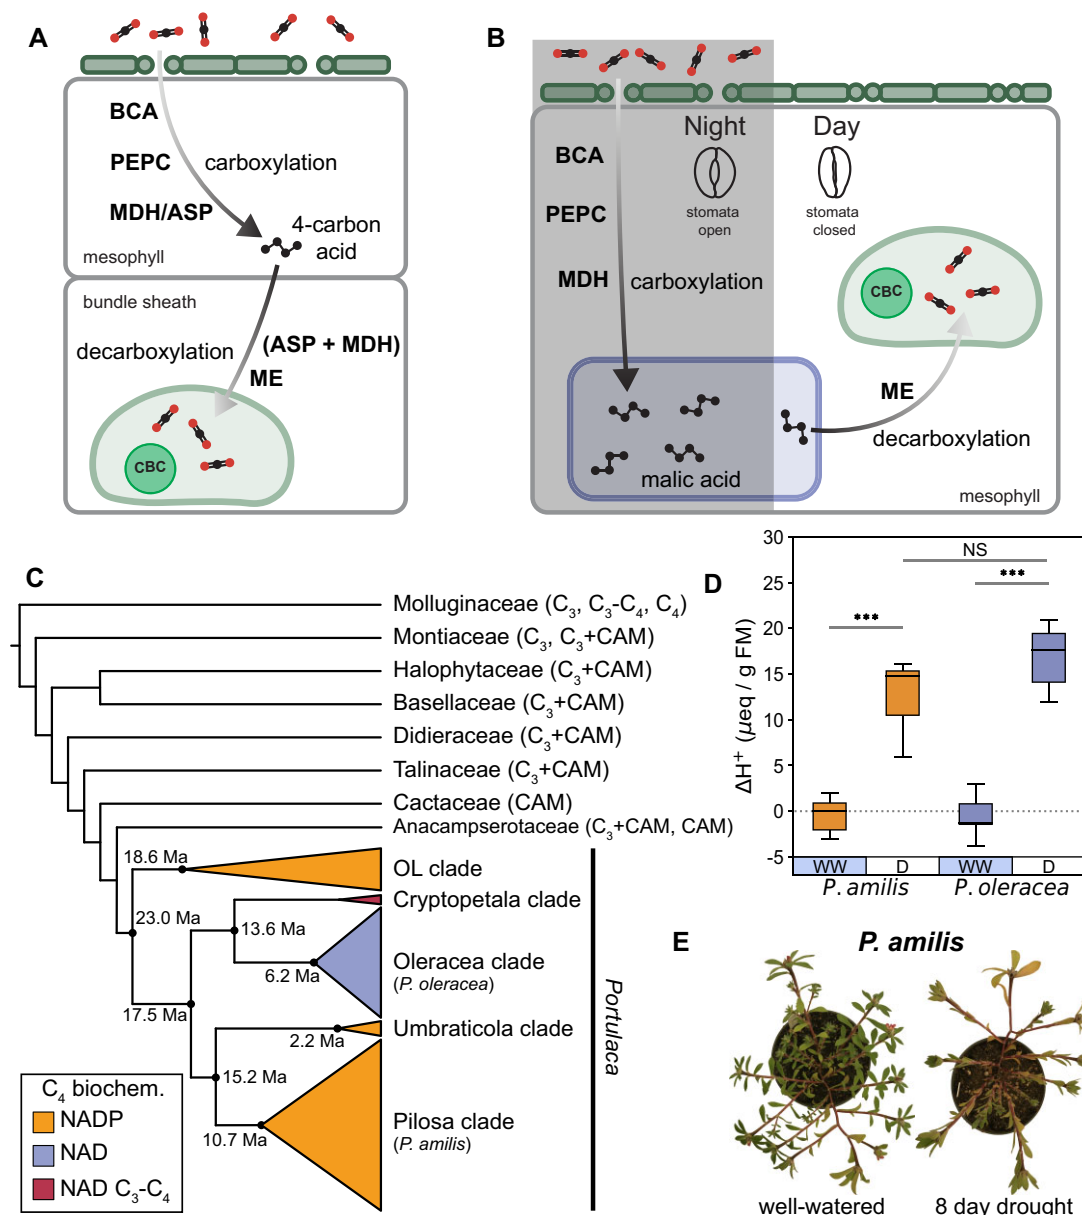 A
BCA
PEPC
carboxylation
MDH/ASP
4-carbon
acid
mesophyll
bundle sheath
decarboxylation
(ASP + MDH)
ME
CBC
B
Night
Day
BCA
PEPC
stomata
open
stomata
closed
MDH
carboxylation
CBC
ME
decarboxylation
malic acid
mesophyll
C
Molluginaceae (C3, C3-C4, C4)
Montiaceae (C3, C3+CAM)
Halophytaceae (C3+CAM)
Basellaceae (C3+CAM)
Didieraceae (C3+CAM)
Talinaceae (C3+CAM)
Cactaceae (CAM)
Anacampserotaceae (C3+CAM, CAM)
18.6 Ma
OL clade
Cryptopetala clade
23.0 Ma
13.6 Ma
Oleracea clade
(P. oleracea)
6.2 Ma
17.5 Ma
Umbraticola clade
2.2 Ma
15.2 Ma
Pilosa clade
(P. amilis)
10.7 Ma
Portulaca
C4 biochem.
NADP
NAD
NAD C3-C4
D
ΔH+ (μeq / g FM)
30
25
20
15
10
5
0
-5
NS
***
***
WW
D
WW
D
P. amilis
P. oleracea
E
P. amilis
well-watered
8 day drought